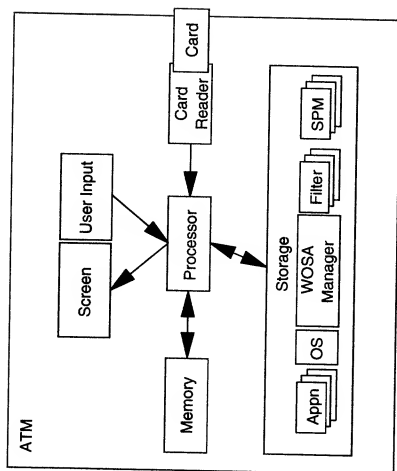 ATM
Screen
User Input
Memory
Processor
Card
Reader
Card
Storage
Appn
OS
WOSA
Manager
Filter
SPM